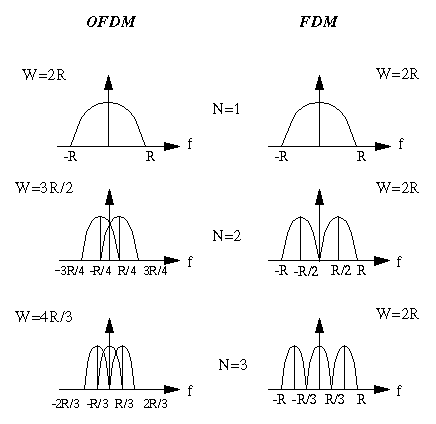 OFDM FDM
W=2R W=2R
N=1
-R R f -R R f
W=3R/2 W=2R
N=2
-3R/4 -R/4 R/4 3R/4 f -R -R/2 R/2 R f
W=4R/3 W=2R
N=3
-2R/3 -R/3 R/3 2R/3 f -R -R/3 R/3 R f